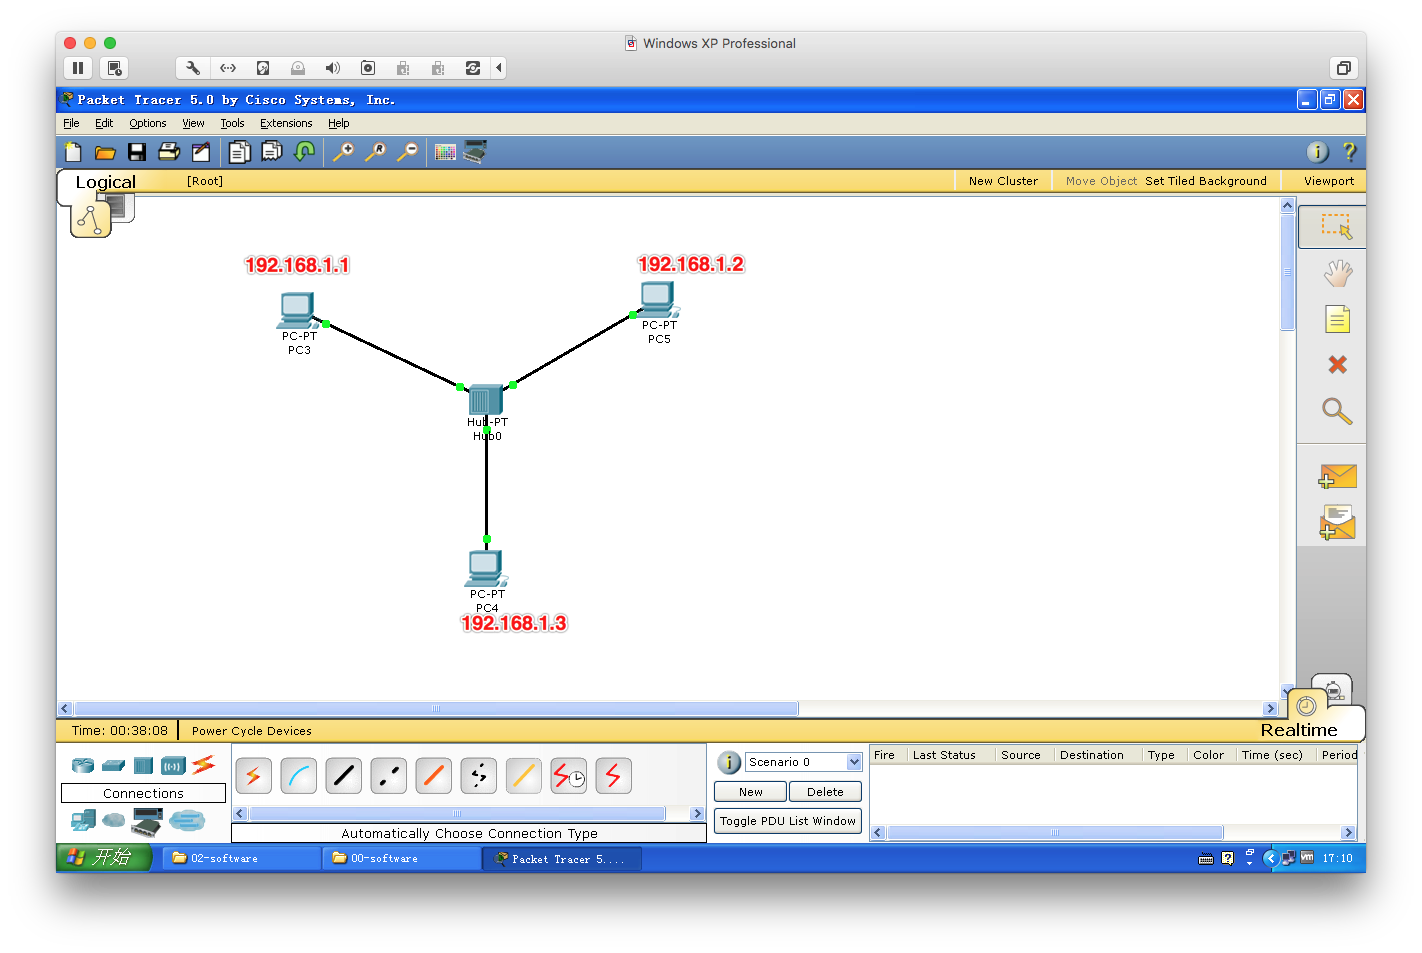 Windows XP Professional
Packet Tracer 5.0 by Cisco Systems, Inc.
File Edit Options View Tools Extensions Help
Logical [Root] New Cluster Move Object Set Tiled Background Viewport
192.168.1.1
192.168.1.2
PC-PT
PC3
PC-PT
PC5
Hub-PT
Hub0
PC-PT
PC4
192.168.1.3
Time: 00:38:08 Power Cycle Devices
Realtime
Connections
Automatically Choose Connection Type
Scenario 0
New Delete
Toggle PDU List Window
Fire Last Status Source Destination Type Color Time (sec) Period
开始 02-software 00-software Packet Tracer 5.... 17:10